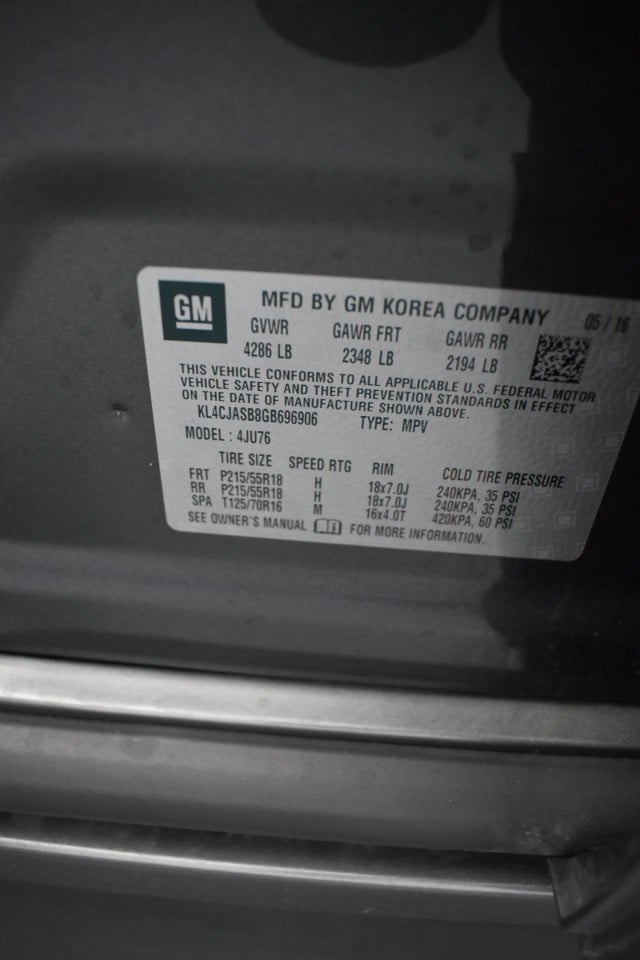 GM MFD BY GM KOREA COMPANY 05 / 16
GVWR GAWR FRT GAWR RR
4286 LB 2348 LB 2194 LB
THIS VEHICLE CONFORMS TO ALL APPLICABLE U.S. FEDERAL MOTOR
VEHICLE SAFETY AND THEFT PREVENTION STANDARDS IN EFFECT
ON THE DATE OF MANUFACTURE SHOWN ABOVE.
KL4CJASB8GB696906 TYPE: MPV
MODEL : 4JU76
TIRE SIZE SPEED RTG RIM COLD TIRE PRESSURE
FRT P215/55R18 H 18x7.0J 240KPA, 35 PSI
RR P215/55R18 H 18x7.0J 240KPA, 35 PSI
SPA T125/70R16 M 16x4.0T 420KPA, 60 PSI
SEE OWNER'S MANUAL FOR MORE INFORMATION.